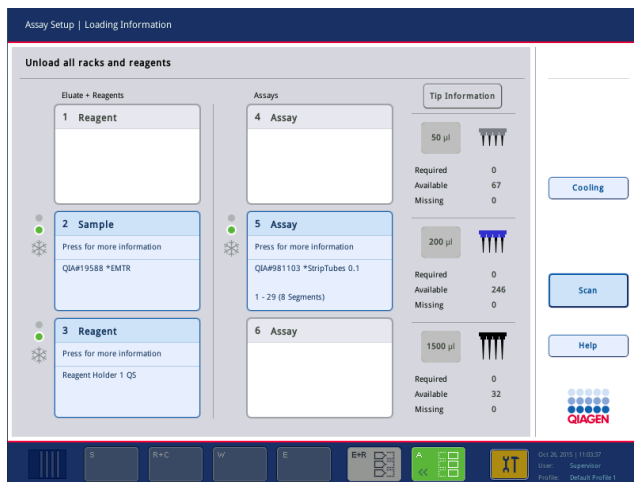 Assay Setup | Loading Information
Unload all racks and reagents
Eluate + Reagents
Assays
Tip Information
1 Reagent
4 Assay
50 µl
Required 0
Available 67
Missing 0
Cooling
2 Sample
Press for more information
QIA#19588 *EMTR
5 Assay
Press for more information
QIA#981103 *StripTubes 0.1
1 - 29 (8 Segments)
200 µl
Required 0
Available 246
Missing 0
Scan
3 Reagent
Press for more information
Reagent Holder 1 QS
6 Assay
1500 µl
Required 0
Available 32
Missing 0
Help
QIAGEN
S
R+C
W
E
E+R
A
Oct 26, 2015 | 11:03:37
User: Supervisor
Profile: Default Profile 1